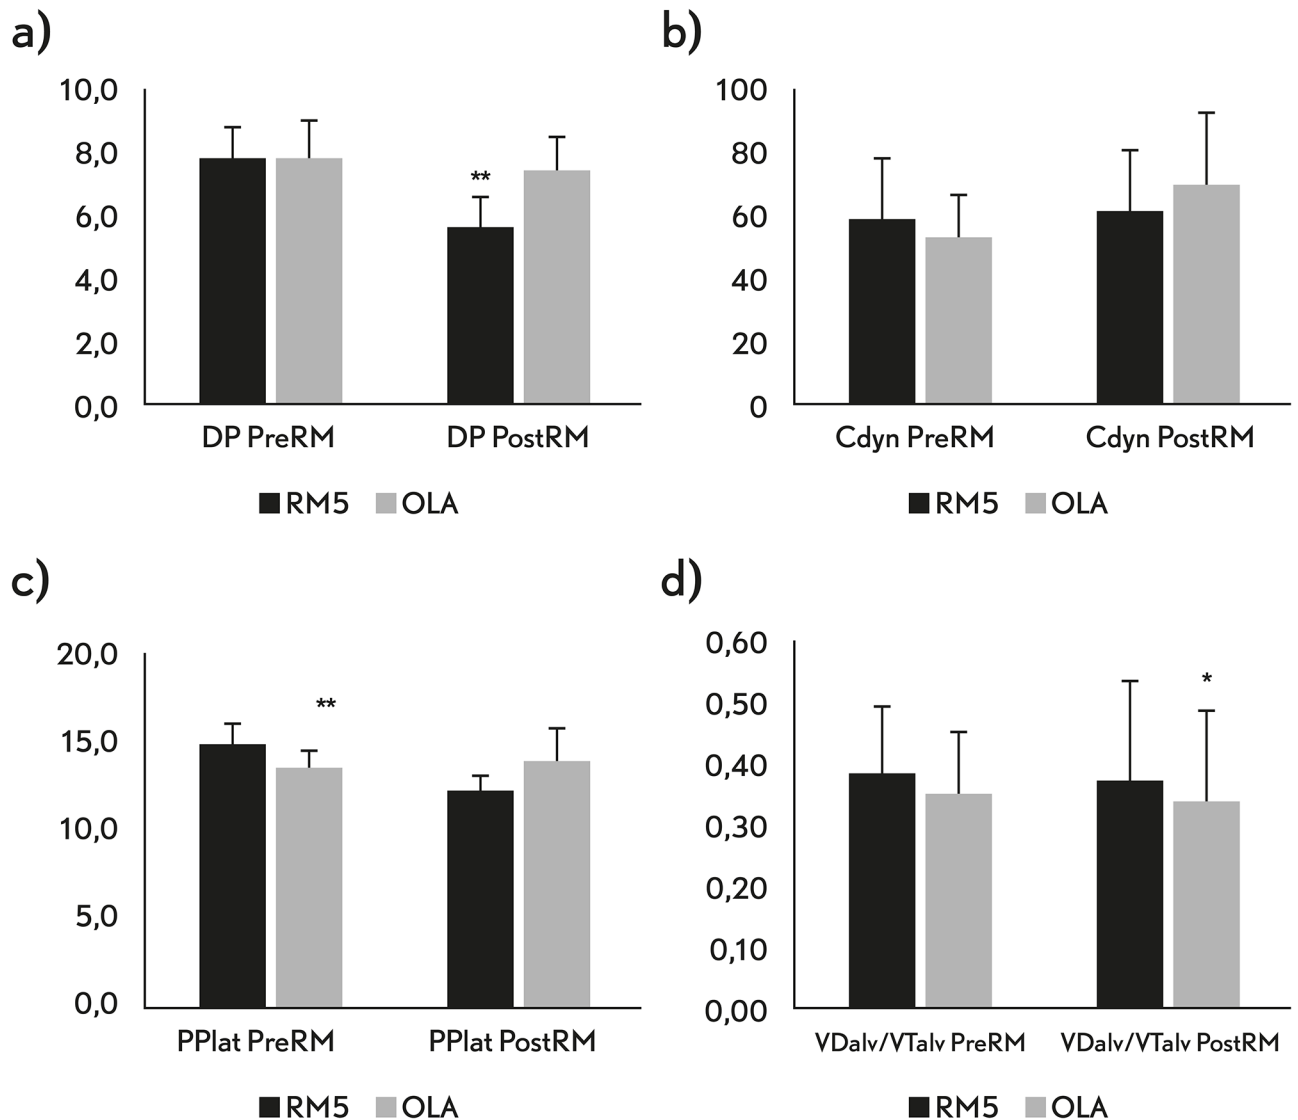 a)
10,0
8,0
6,0
4,0
2,0
0,0
**
DP PreRM DP PostRM
RM5 OLA
b)
100
80
60
40
20
0
Cdyn PreRM Cdyn PostRM
RM5 OLA
c)
20,0
15,0
10,0
5,0
0,0
**
PPlat PreRM PPlat PostRM
RM5 OLA
d)
0,60
0,50
0,40
0,30
0,20
0,10
0,00
*
VDalv/VTalv PreRM VDalv/VTalv PostRM
RM5 OLA